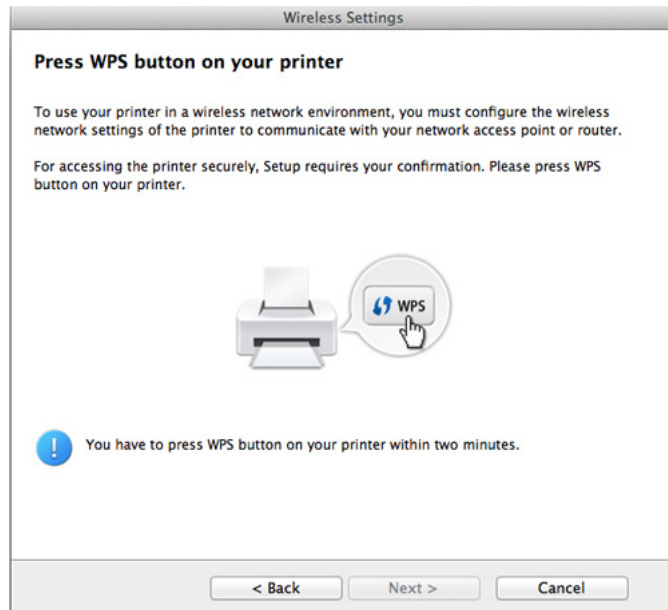 Wireless Settings
Press WPS button on your printer
To use your printer in a wireless network environment, you must configure the wireless
network settings of the printer to communicate with your network access point or router.
For accessing the printer securely, Setup requires your confirmation. Please press WPS
button on your printer.
WPS
You have to press WPS button on your printer within two minutes.
< Back
Next >
Cancel